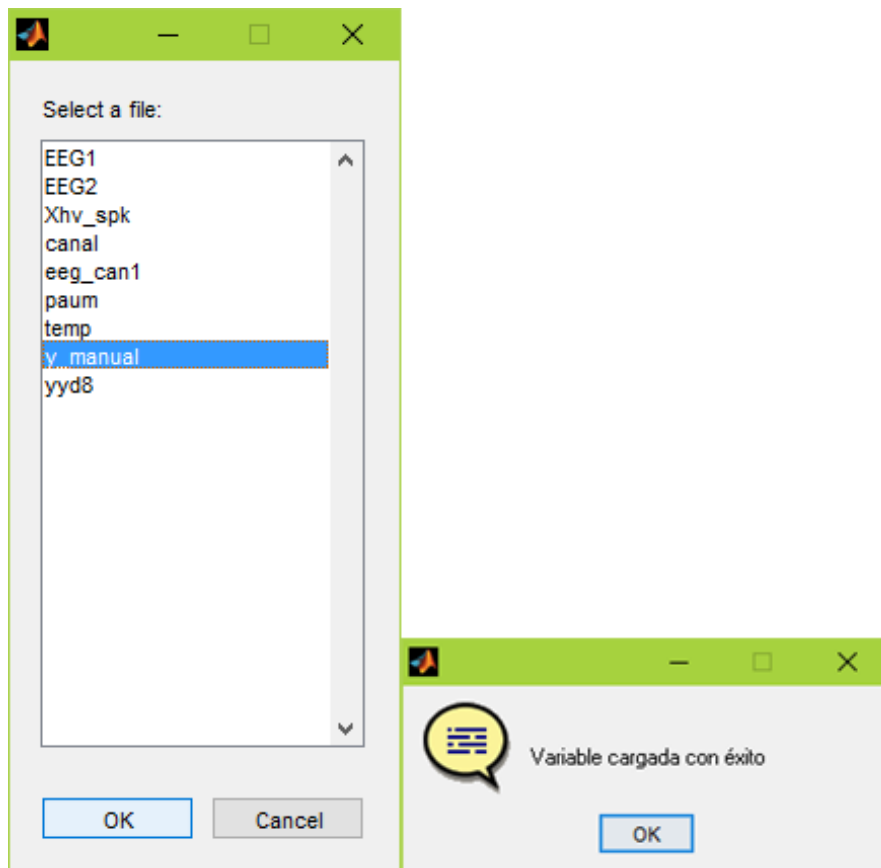 Select a file:
EEG1
EEG2
Xhv_spk
canal
eeg_can1
paum
temp
y_manual
yyd8
OK
Cancel
Variable cargada con éxito
OK